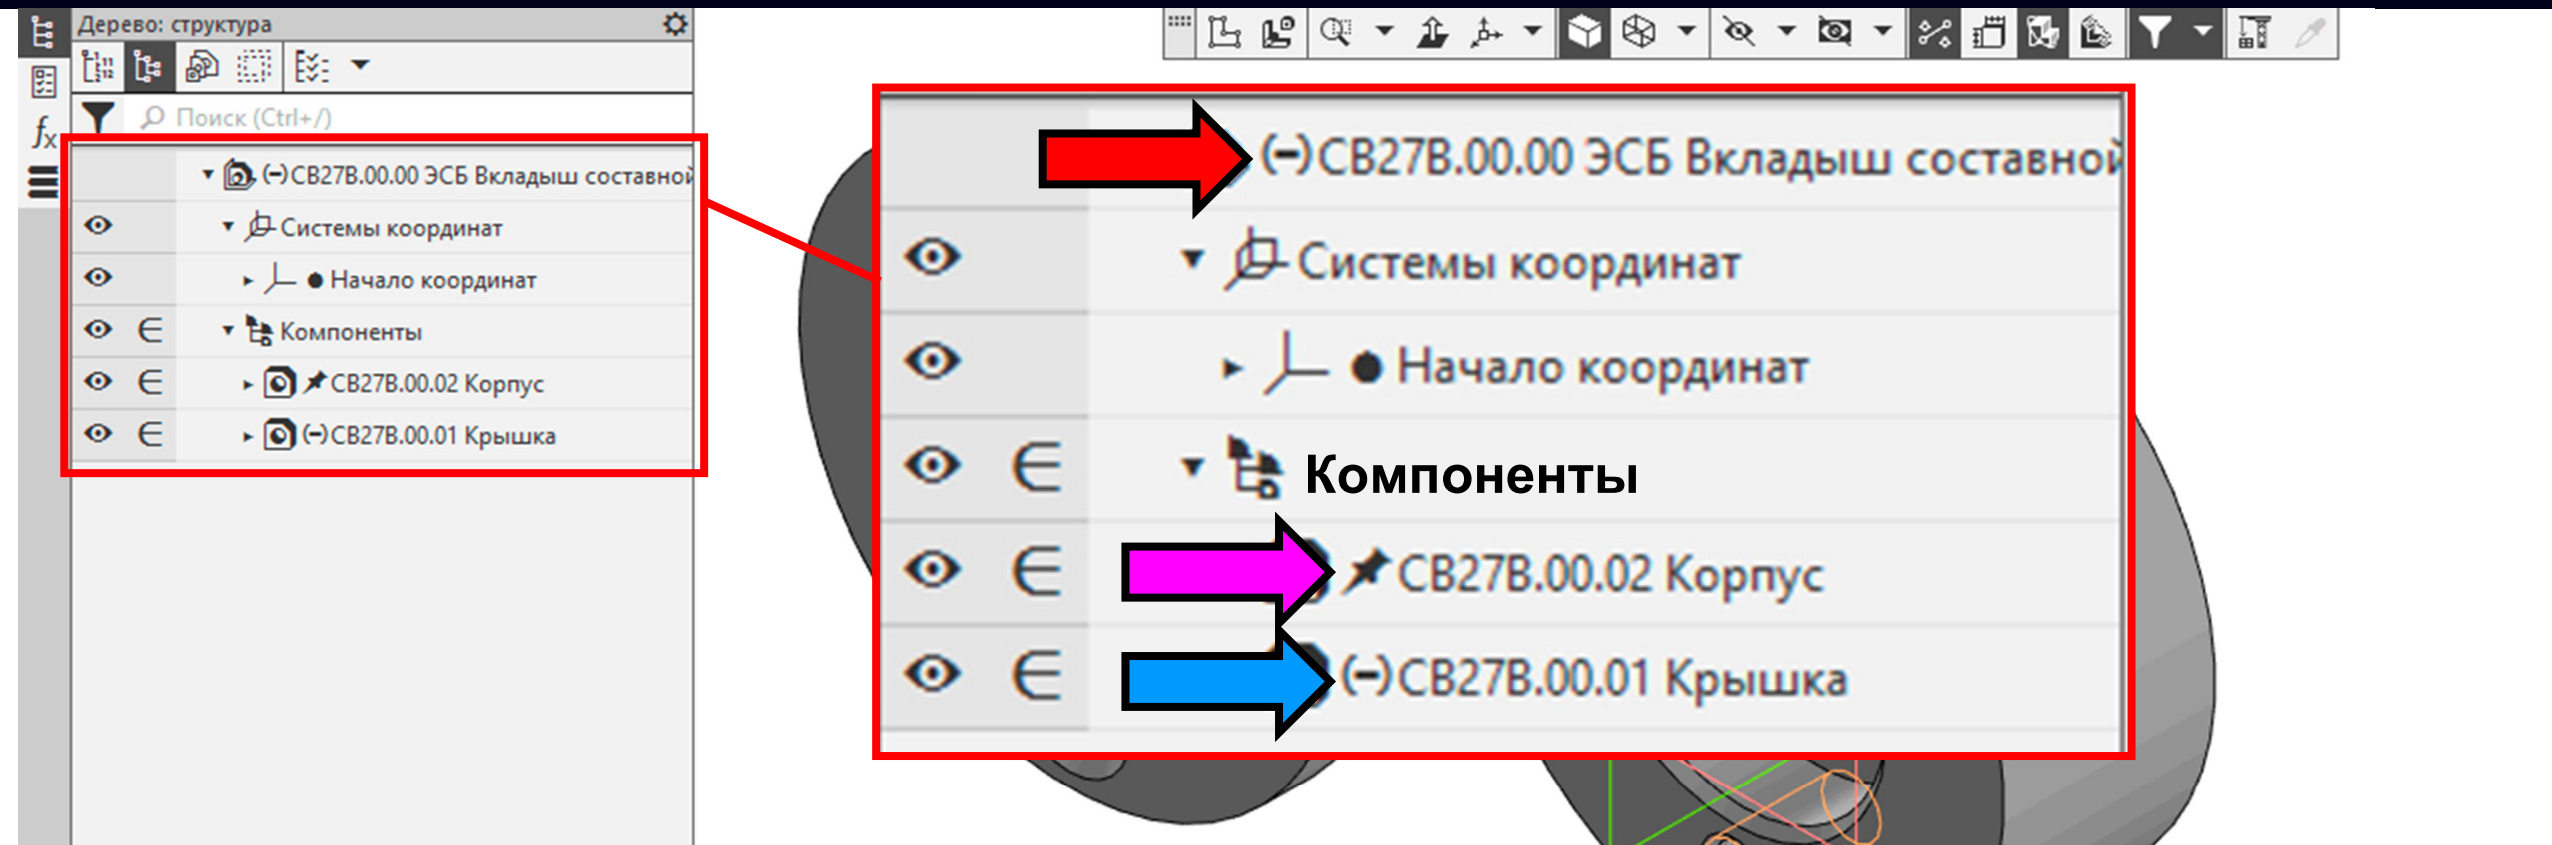 Дерево: структура
Поиск (Ctrl+/)
fx
(-)СВ27В.00.00 ЭСБ Вкладыш составной
Системы координат
Начало координат
Компоненты
СВ27В.00.02 Корпус
(-)СВ27В.00.01 Крышка
(-)СВ27В.00.00 ЭСБ Вкладыш составной
Системы координат
Начало координат
Компоненты
СВ27В.00.02 Корпус
(-)СВ27В.00.01 Крышка